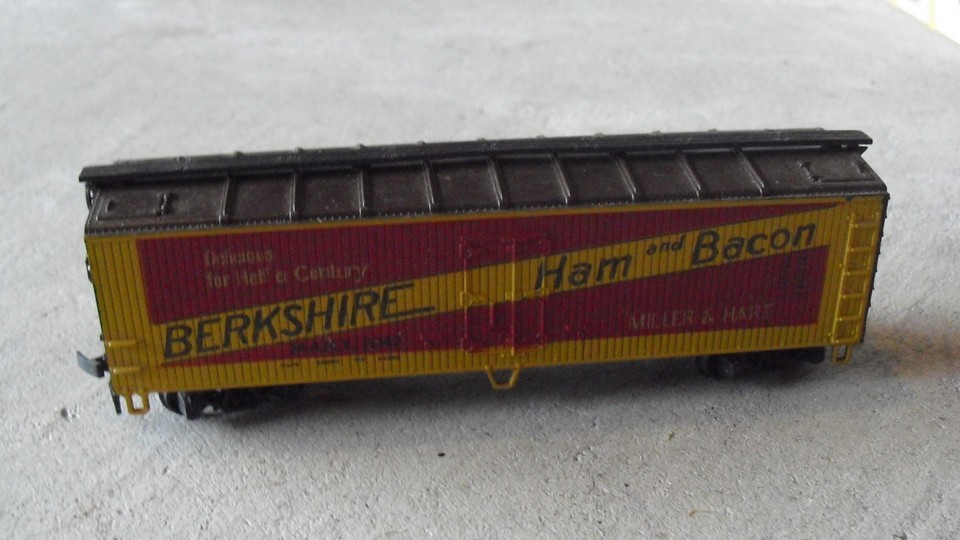 Delicious
for Half a Century
BERKSHIRE
Ham and Bacon
MILLER & HART